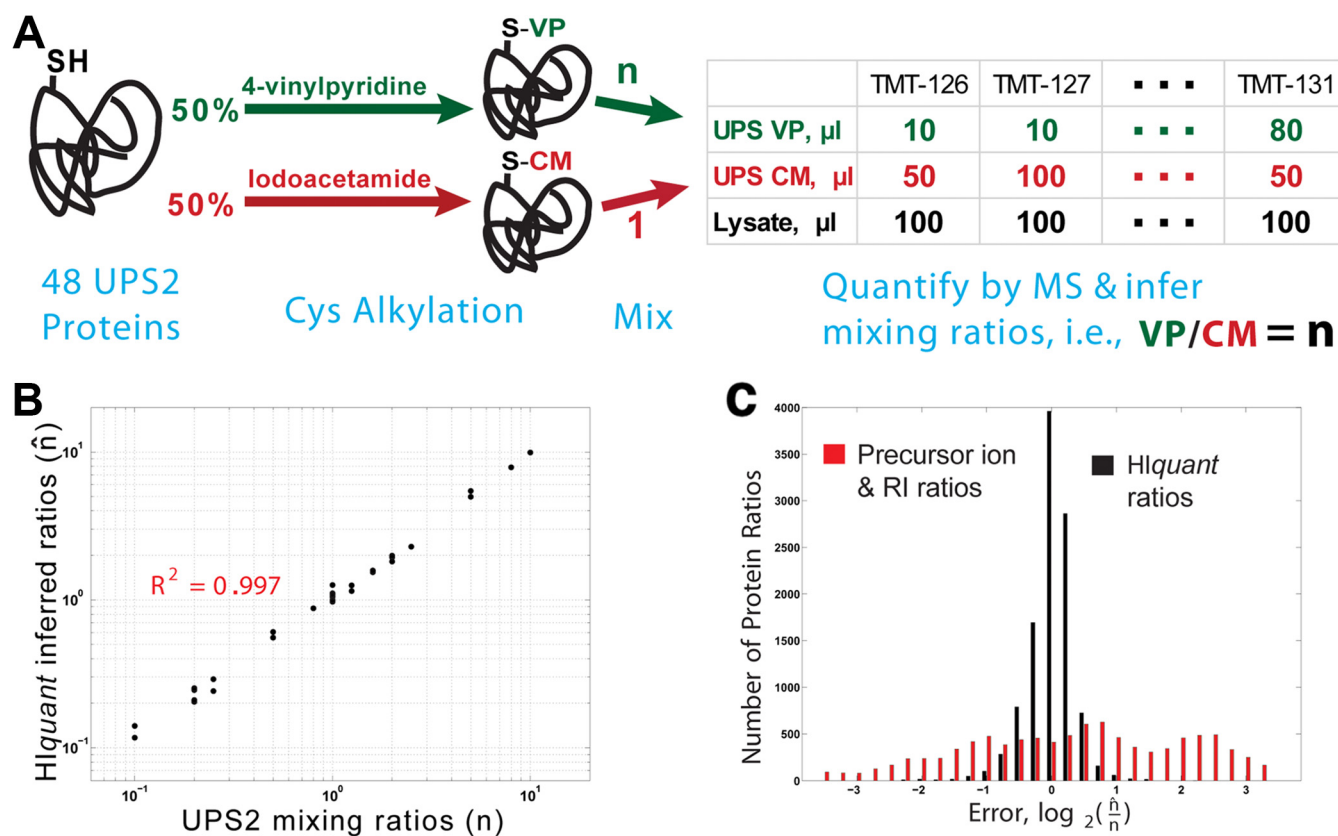 A
SH
50%
4-vinylpyridine
S-VP
n
50%
Iodoacetamide
S-CM
1
48 UPS2
Proteins
Cys Alkylation
Mix
TMT-126 TMT-127 ▪ ▪ ▪ TMT-131
UPS VP, µl 10 10 ▪ ▪ ▪ 80
UPS CM, µl 50 100 ▪ ▪ ▪ 50
Lysate, µl 100 100 ▪ ▪ ▪ 100
Quantify by MS & infer
mixing ratios, i.e., VP/CM = n
B
HIquant inferred ratios (n̂)
10¹
10⁰
10⁻¹
R² = 0.997
10⁻¹ 10⁰ 10¹
UPS2 mixing ratios (n)
C
Number of Protein Ratios
4000
3500
3000
2500
2000
1500
1000
500
0
Precursor ion
& RI ratios
HIquant
ratios
−3 −2 −1 0 1 2 3
Error, log ₂(n̂/n)